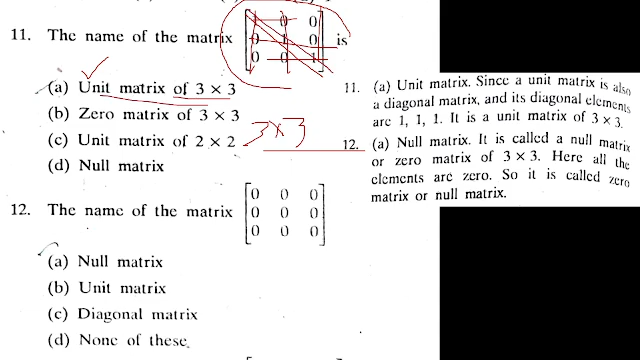 11. The name of the matrix [1 0 0
0 1 0
0 0 1] is
(a) Unit matrix of 3 × 3
(b) Zero matrix of 3 × 3
(c) Unit matrix of 2 × 2
3×3
(d) Null matrix
12. The name of the matrix [0 0 0
0 0 0
0 0 0]
(a) Null matrix
(b) Unit matrix
(c) Diagonal matrix
(d) None of these
11. (a) Unit matrix. Since a unit matrix is also
a diagonal matrix, and its diagonal elements
are 1, 1, 1. It is a unit matrix of 3 × 3.
12. (a) Null matrix. It is called a null matrix
or zero matrix of 3 × 3. Here all the
elements are zero. So it is called zero
matrix or null matrix.